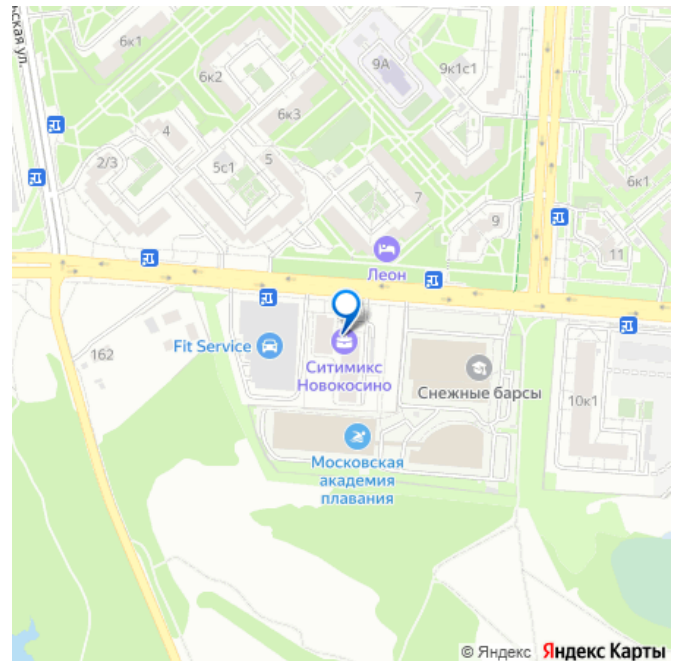 ьская ул.
6к1
6к2
9А
9к1с1
6к3
4
2/3
5с1
5
7
9
6к1
11
Леон
162
Fit Service
Ситимикс
Новокосино
Снежные барсы
10к1
Московская
академия
плавания
© Яндекс Яндекс Карты